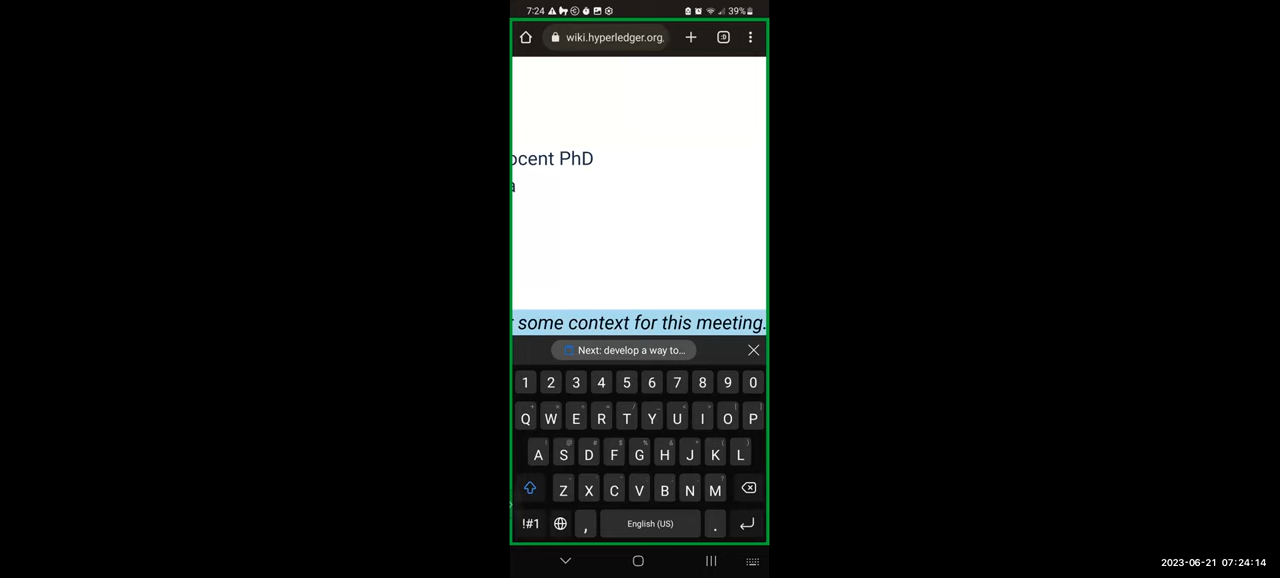 7:24 39%
wiki.hyperledger.org.
ocent PhD
a
some context for this meeting.
Next: develop a way to...
1 2 3 4 5 6 7 8 9 0
Q W E R T Y U I O P
A S D F G H J K L
Z X C V B N M
!#1 , English (US) .
2023-06-21 07:24:14